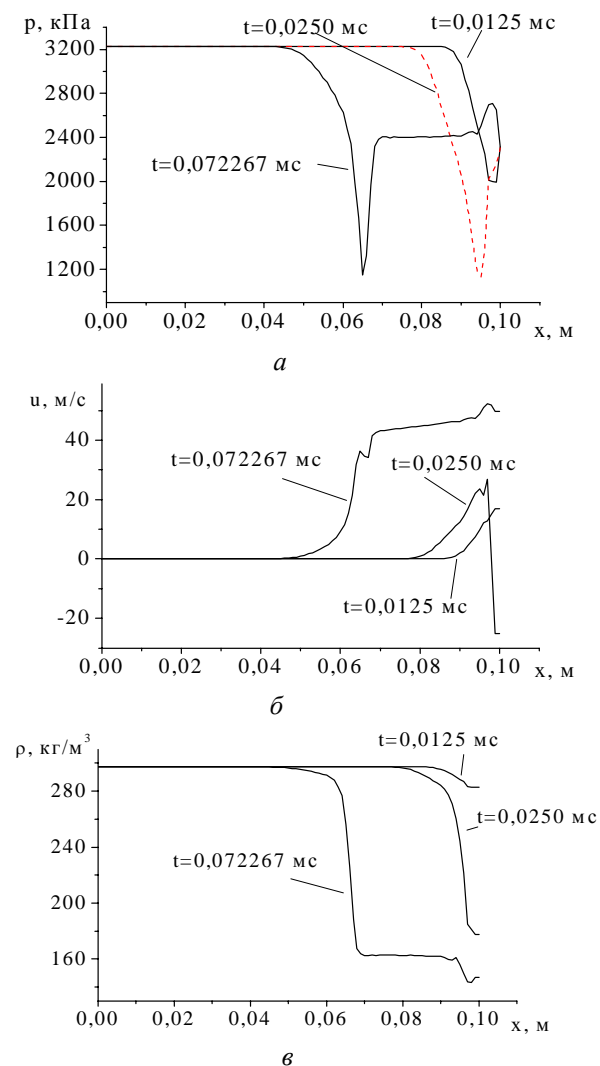 p, кПа
t=0,0250 мс
t=0,0125 мс
3200
2800
2400
2000
1600
1200
t=0,072267 мс
0,00 0,02 0,04 0,06 0,08 0,10
x, м
а
u, м/с
40
20
0
-20
t=0,072267 мс
t=0,0250 мс
t=0,0125 мс
0,00 0,02 0,04 0,06 0,08 0,10
x, м
б
ρ, кг/м³
280
240
200
160
t=0,0125 мс
t=0,0250 мс
t=0,072267 мс
0,00 0,02 0,04 0,06 0,08 0,10
x, м
в